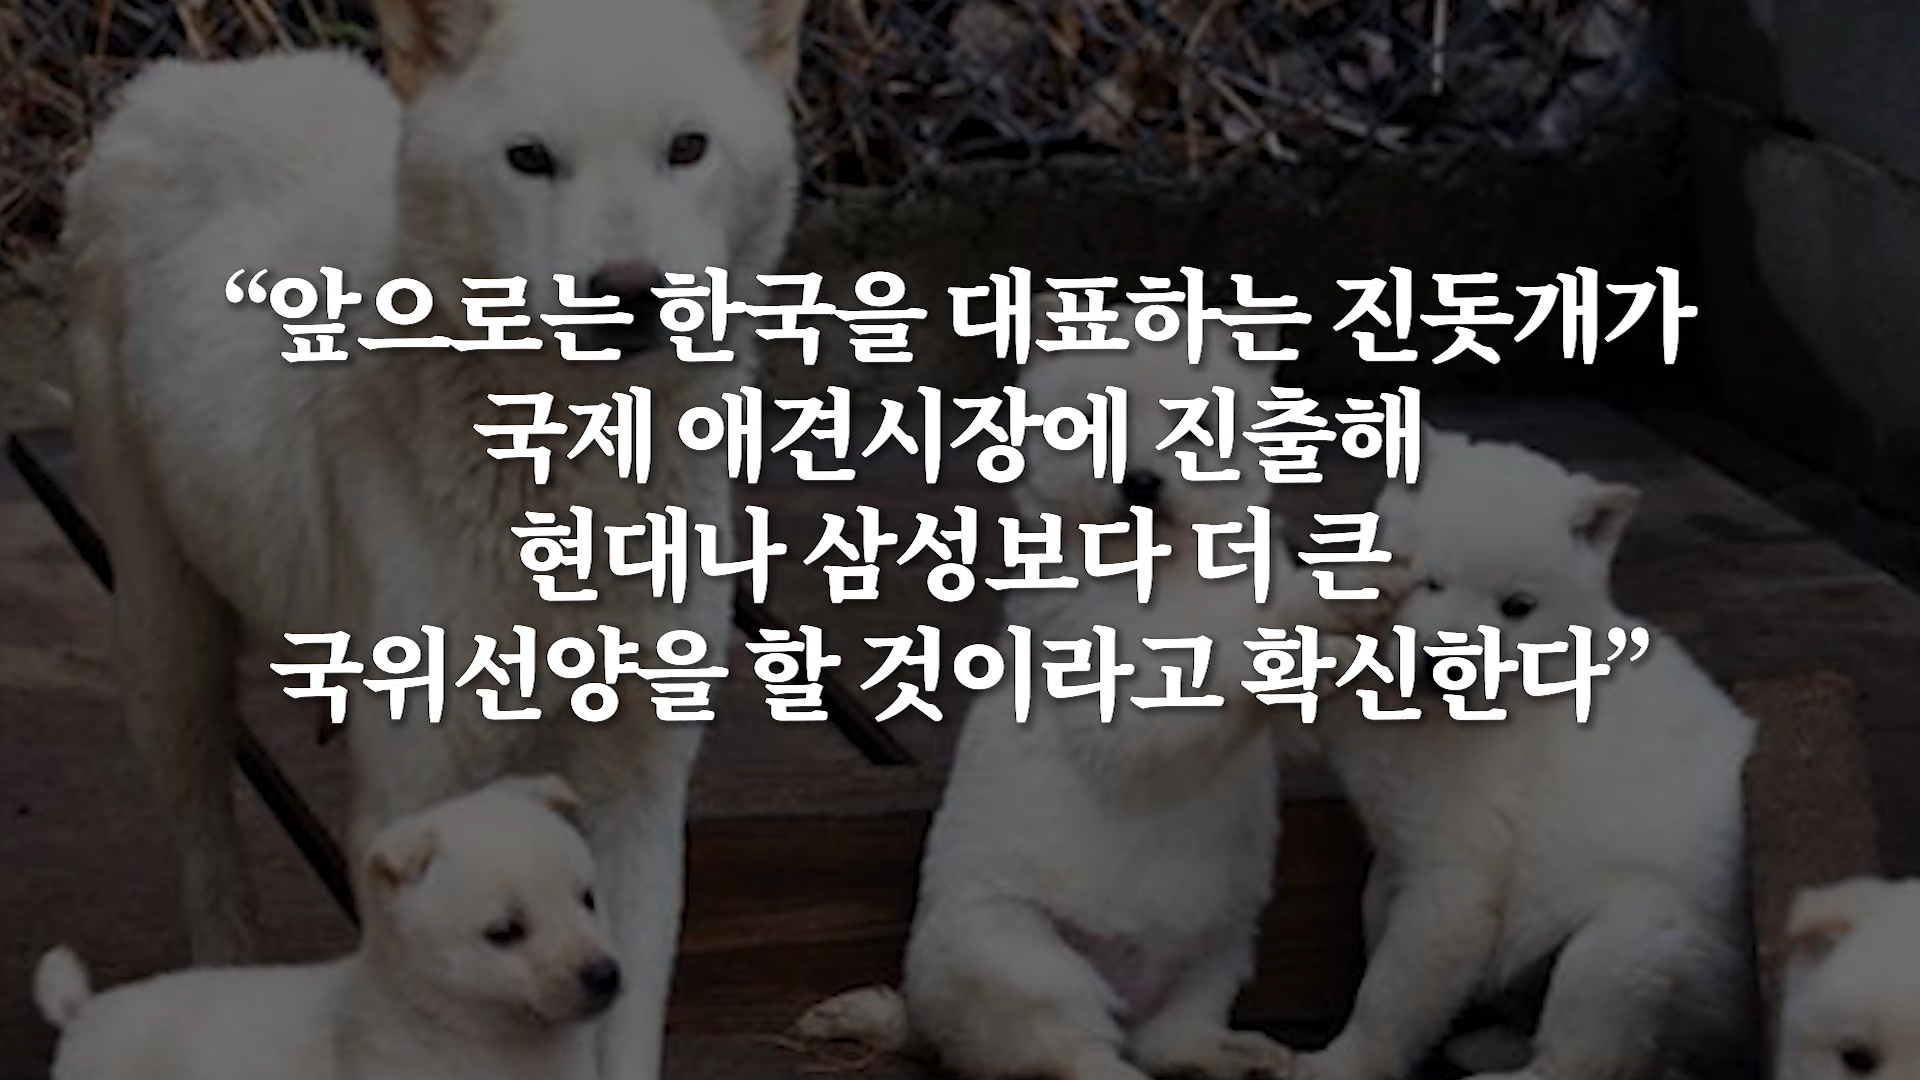 “앞으로는 한국을 대표하는 진돗개가
국제 애견시장에 진출해
현대나 삼성보다 더 큰
국위선양을 할 것이라고 확신한다”